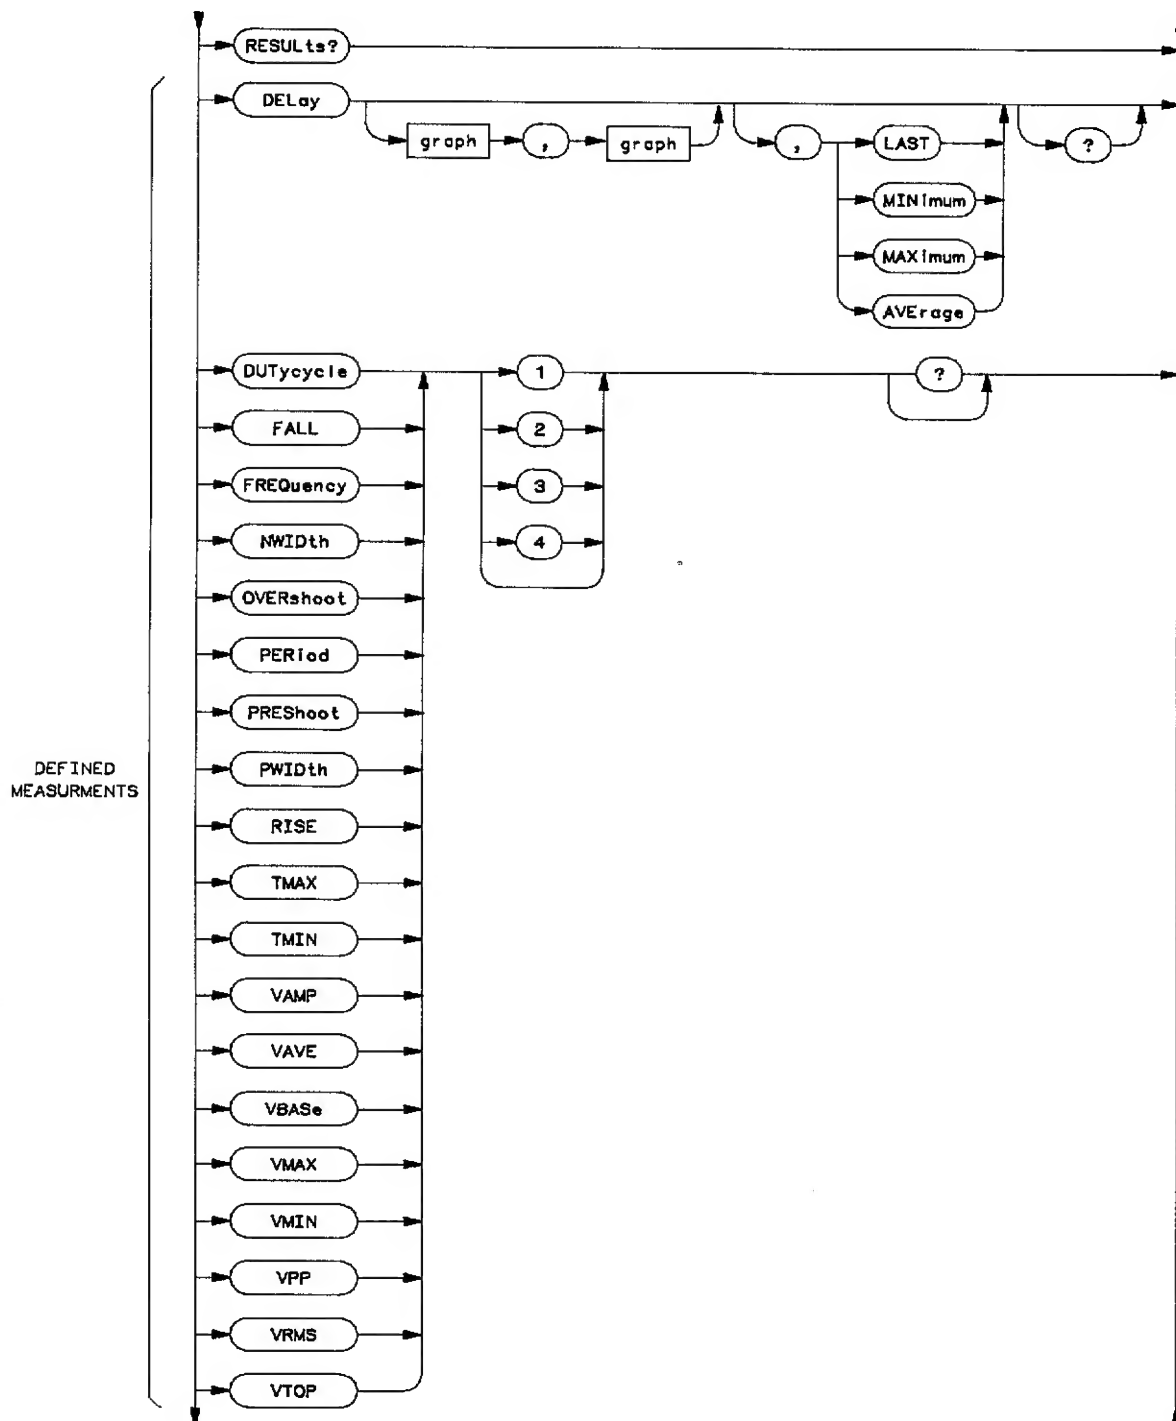 RESULts?
DELay
graph , graph , LAST ?
MINimum
MAXimum
AVErage
DUTycycle 1 ?
FALL 2
FREQuency 3
NWIDth 4
OVERshoot
PERiod
PREShoot
PWIDth
DEFINED
MEASURMENTS
RISE
TMAX
TMIN
VAMP
VAVE
VBASe
VMAX
VMIN
VPP
VRMS
VTOP